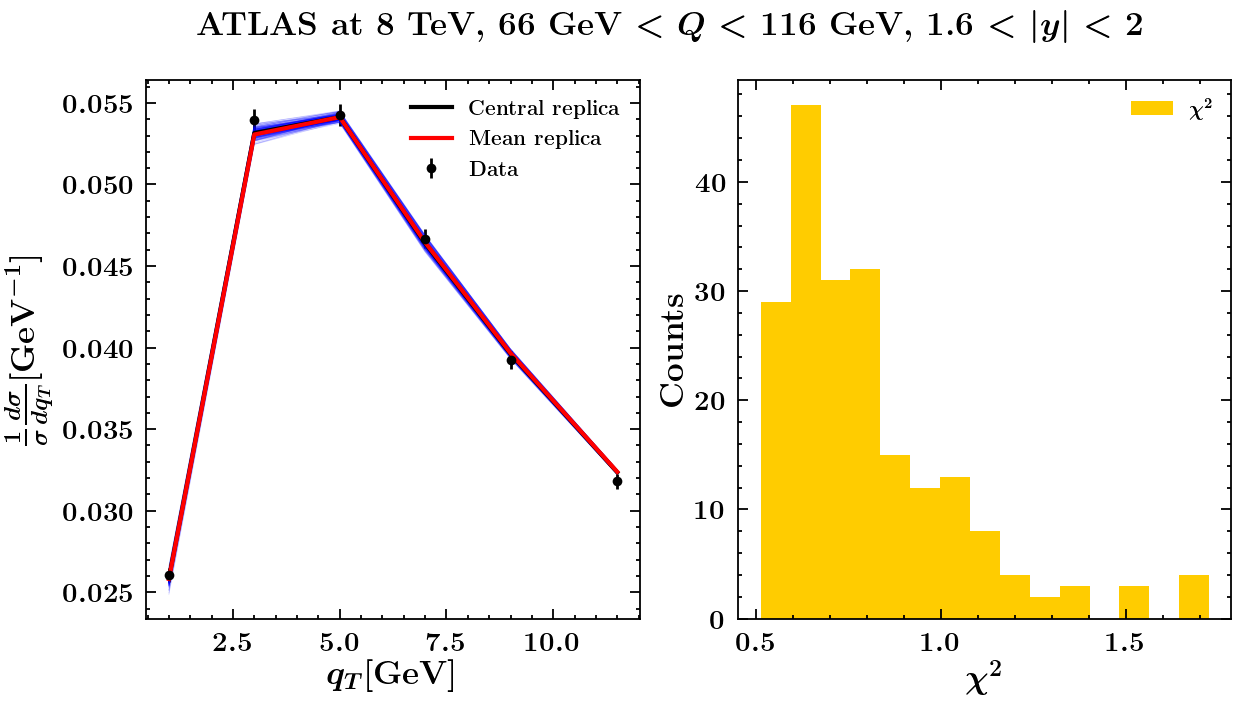 ATLAS at 8 TeV, 66 GeV < Q < 116 GeV, 1.6 < |y| < 2
0.055
0.050
0.045
0.040
0.035
0.030
0.025
1/σ dσ/dq_T [GeV⁻¹]
Central replica
Mean replica
Data
2.5 5.0 7.5 10.0
q_T[GeV]
40
30
20
10
0
Counts
χ²
0.5 1.0 1.5
χ²